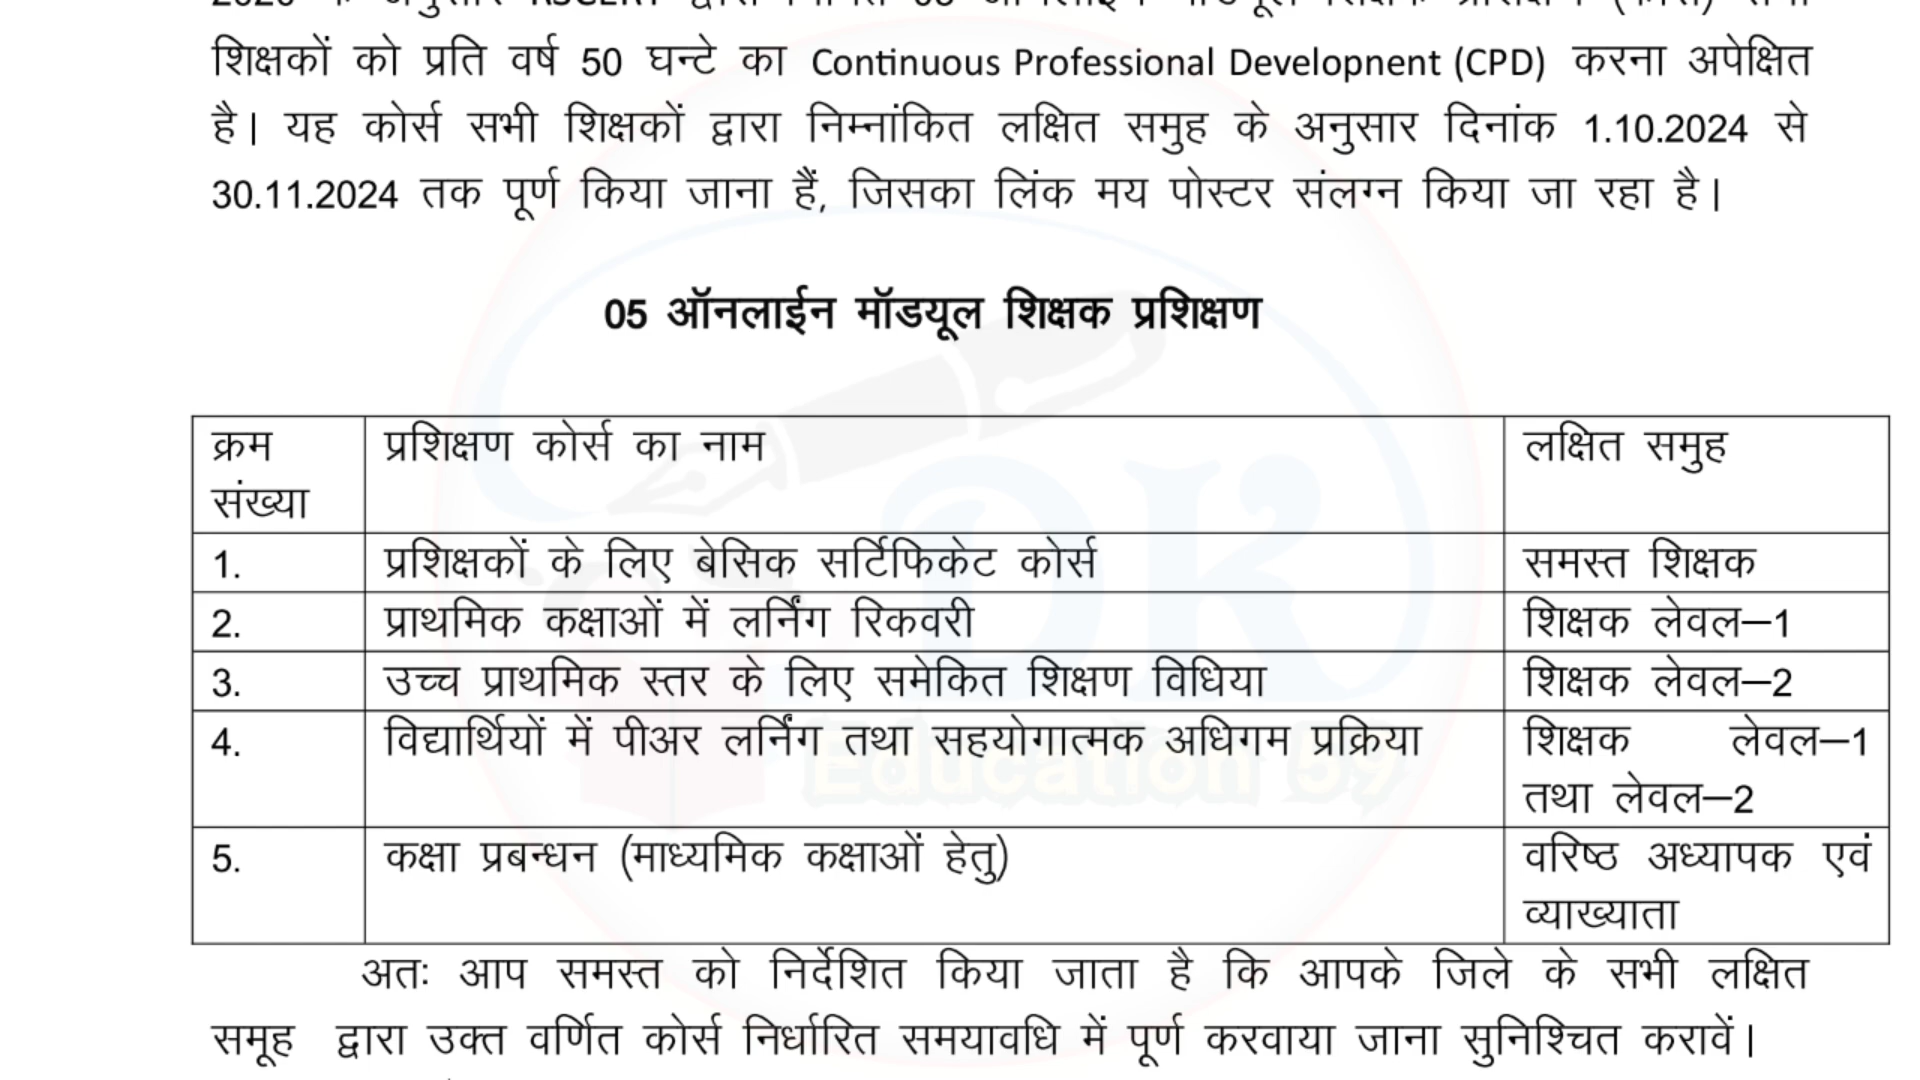 शिक्षकों को प्रति वर्ष 50 घन्टे का Continuous Professional Developnent (CPD) करना अपेक्षित
है। यह कोर्स सभी शिक्षकों द्वारा निम्नांकित लक्षित समुह के अनुसार दिनांक 1.10.2024 से
30.11.2024 तक पूर्ण किया जाना हैं, जिसका लिंक मय पोस्टर संलग्न किया जा रहा है।
05 ऑनलाईन मॉडयूल शिक्षक प्रशिक्षण
क्रम संख्या प्रशिक्षण कोर्स का नाम लक्षित समुह
1. प्रशिक्षकों के लिए बेसिक सर्टिफिकेट कोर्स समस्त शिक्षक
2. प्राथमिक कक्षाओं में लर्निंग रिकवरी शिक्षक लेवल–1
3. उच्च प्राथमिक स्तर के लिए समेकित शिक्षण विधिया शिक्षक लेवल–2
4. विद्यार्थियों में पीअर लर्निंग तथा सहयोगात्मक अधिगम प्रक्रिया शिक्षक लेवल–1
तथा लेवल–2
5. कक्षा प्रबन्धन (माध्यमिक कक्षाओं हेतु) वरिष्ठ अध्यापक एवं
व्याख्याता
अतः आप समस्त को निर्देशित किया जाता है कि आपके जिले के सभी लक्षित
समूह द्वारा उक्त वर्णित कोर्स निर्धारित समयावधि में पूर्ण करवाया जाना सुनिश्चित करावें।
DK
Education 59